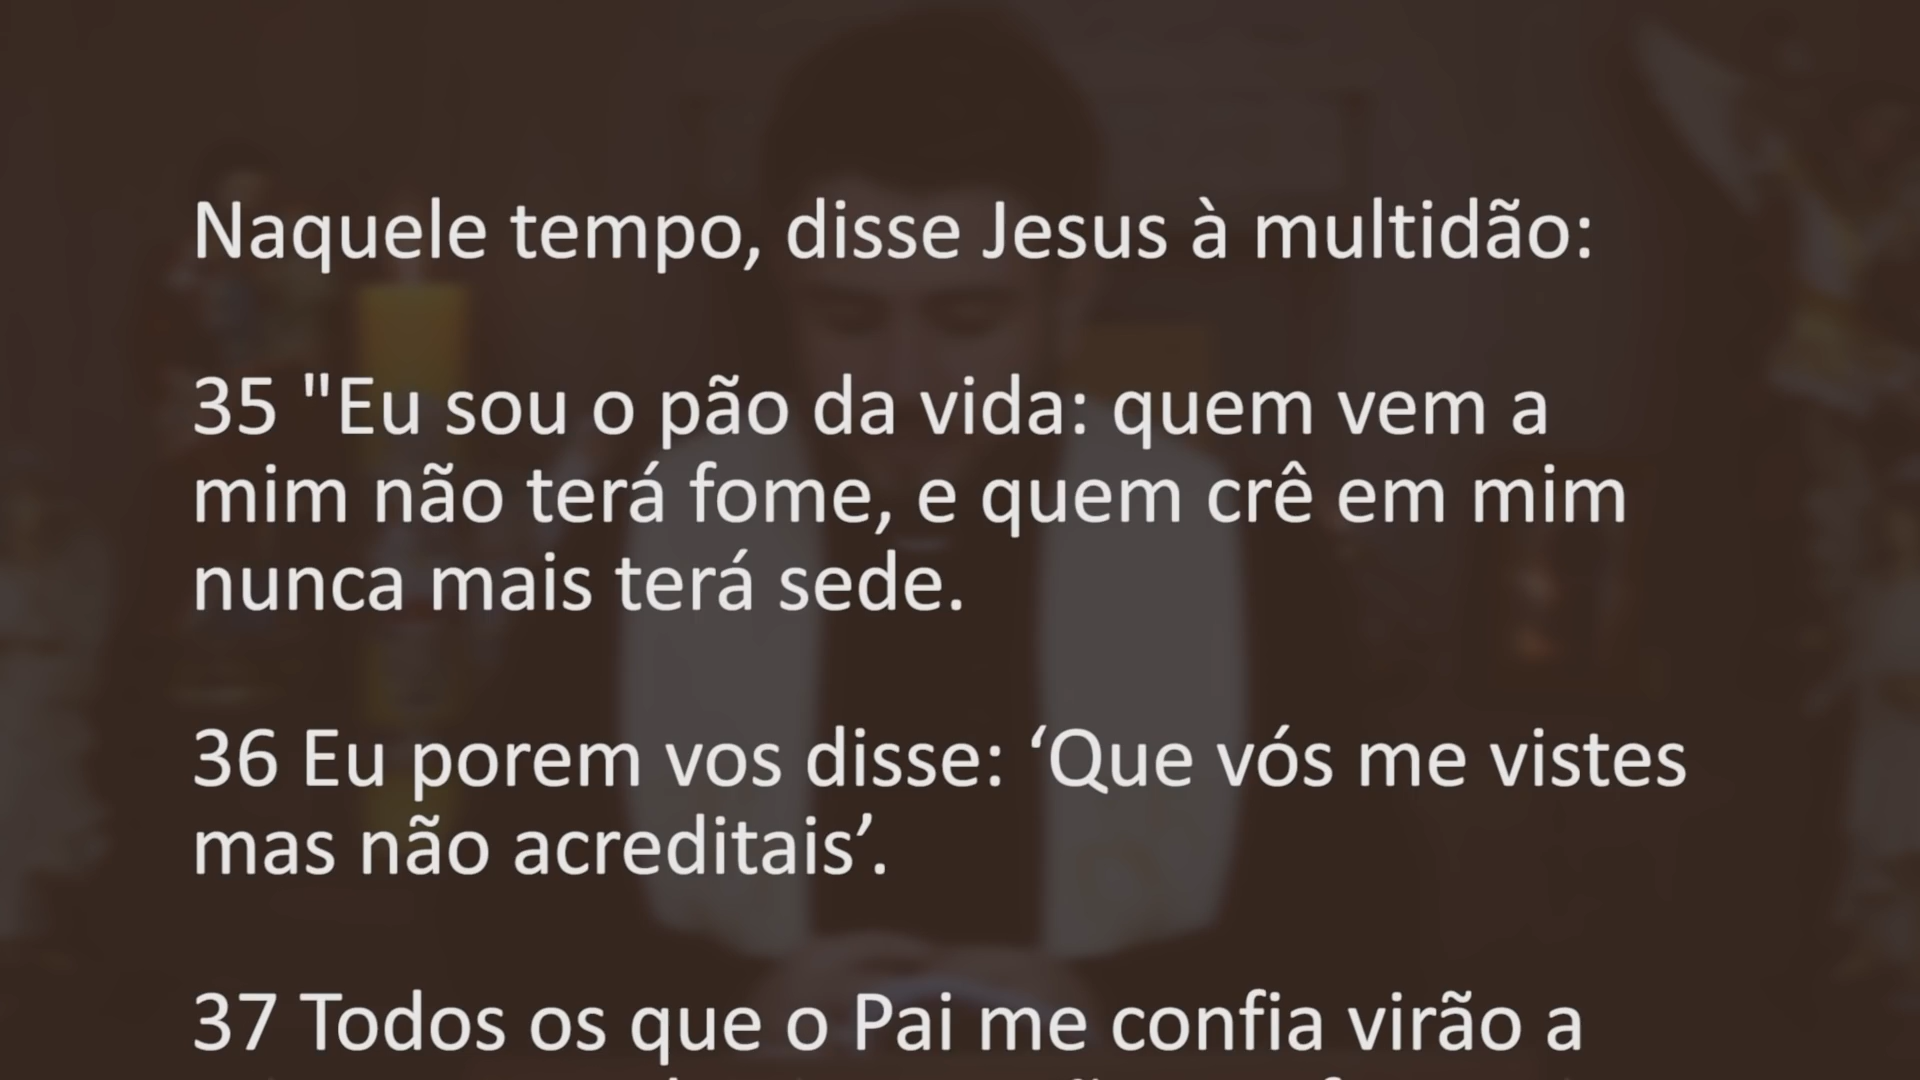 Naquele tempo, disse Jesus à multidão:
35 "Eu sou o pão da vida: quem vem a
mim não terá fome, e quem crê em mim
nunca mais terá sede.
36 Eu porem vos disse: ‘Que vós me vistes
mas não acreditais’.
37 Todos os que o Pai me confia virão a